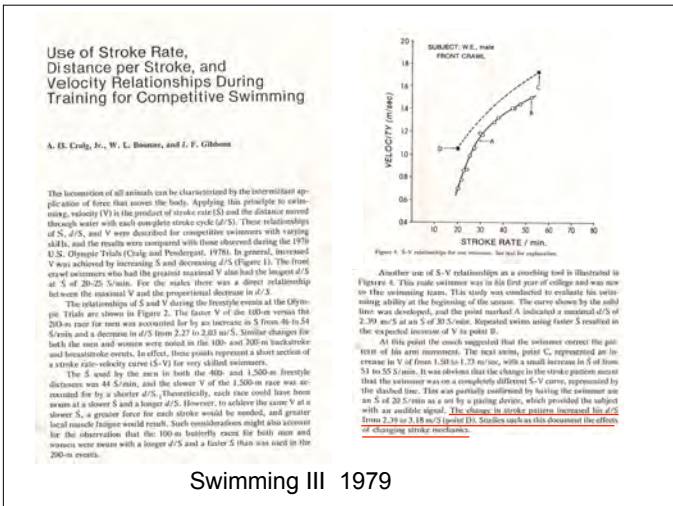 Use of Stroke Rate,
Distance per Stroke, and
Velocity Relationships During
Training for Competitive Swimming
A. B. Craig, Jr., W. L. Boomer, and J. F. Gibbons
The locomotion of all animals can be characterized by the intermittent ap-
plication of force that moves the body. Applying this principle to swim-
ming, velocity (V) is the product of stroke rate (S) and the distance moved
through water with each complete stroke cycle (d/S). These relationships
of S, d/S, and V were described for competitive swimmers with varying
skills, and the results were compared with those observed during the 1976
U.S. Olympic Trials (Craig and Pendergast, 1978). In general, increased
V was achieved by increasing S and decreasing d/S (Figure 1). The front
crawl swimmers who had the greatest maximal V also had the longest d/S
at S of 20-25 S/min. For the males there was a direct relationship
between the maximal V and the proportional decrease in d/S.
The relationships of S and V during the freestyle events at the Olym-
pic Trials are shown in Figure 2. The faster V of the 100-m versus the
200-m race for men was accounted for by an increase in S from 46 to 54
S/min and a decrease in d/S from 2.27 to 2.03 m/S. Similar changes for
both the men and women were noted in the 100- and 200-m backstroke
and breaststroke events. In effect, these points represent a short section of
a stroke rate-velocity curve (S-V) for very skilled swimmers.
The S used by the men in both the 400- and 1,500-m freestyle
distances was 44 S/min, and the slower V of the 1,500-m race was ac-
counted for by a shorter d/S. Theoretically, each race could have been
swum at a slower S and a longer d/S. However, to achieve the same V at a
slower S, a greater force for each stroke would be needed, and greater
local muscle fatigue would result. Such considerations might also account
for the observation that the 100-m butterfly races for both men and
women were swum with a longer d/S and a faster S than was used in the
200-m events.
SUBJECT: W.E., male
FRONT CRAWL
VELOCITY (m/sec)
2.0
1.8
1.6
1.4
1.2
1.0
0.8
0.6
0.4
A
B
C
D
10 20 30 40 50 60 70 80
STROKE RATE / min.
Figure 4. S-V relationships for one swimmer. See text for explanation.
Another use of S-V relationships as a coaching tool is illustrated in
Figure 4. This male swimmer was in his first year of college and was new
to the swimming team. This study was conducted to evaluate his swim-
ming ability at the beginning of the season. The curve shown by the solid
line was developed, and the point marked A indicated a maximal d/S of
2.39 m/S at an S of 30 S/min. Repeated swims using faster S resulted in
the expected increase of V to point B.
At this point the coach suggested that the swimmer correct the pat-
tern of his arm movement. The next swim, point C, represented an in-
crease in V of from 1.50 to 1.73 m/sec, with a small increase in S of from
51 to 55 S/min. It was obvious that the change in the stroke pattern meant
that the swimmer was on a completely different S-V curve, represented by
the dashed line. This was partially confirmed by having the swimmer use
an S of 20 S/min as set by a pacing device, which provided the subject
with an audible signal. The change in stroke pattern increased his d/S
from 2.39 to 3.18 m/S (point D). Studies such as this document the effects
of changing stroke mechanics.
Swimming III 1979